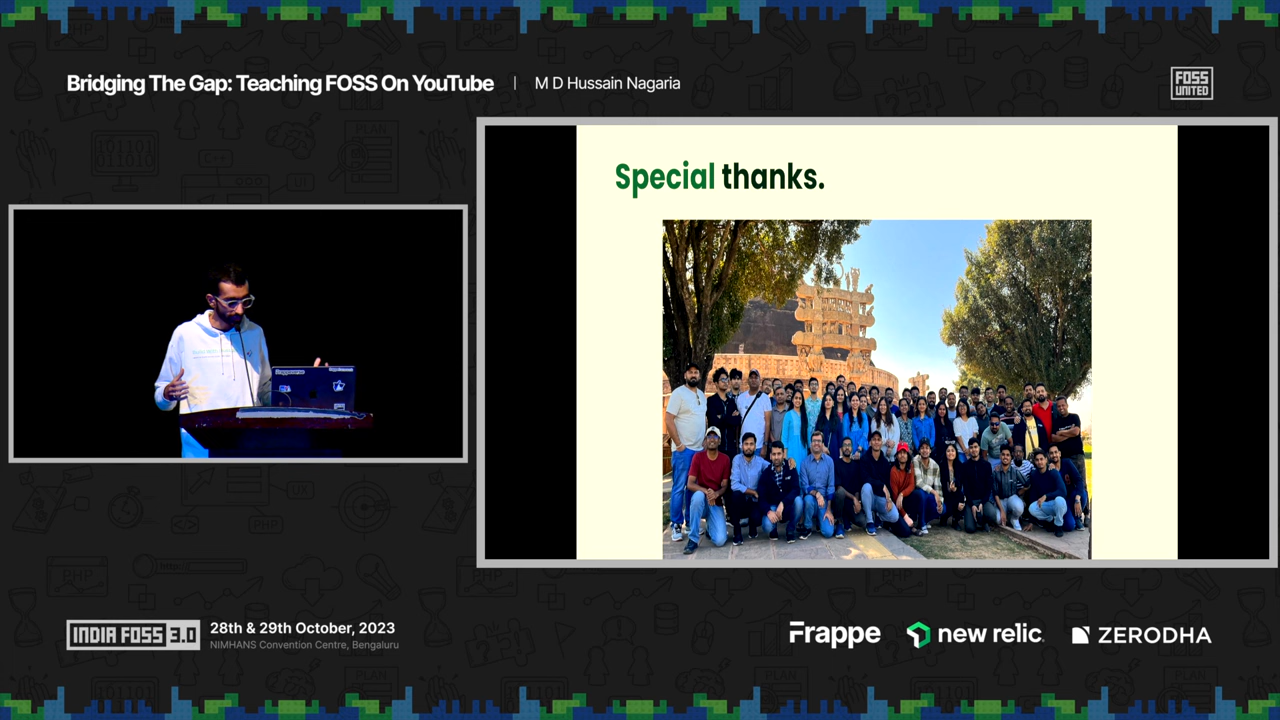 Bridging The Gap: Teaching FOSS On YouTube | M D Hussain Nagaria
FOSS
UNITED
Special thanks.
INDIA FOSS 3.0
28th & 29th October, 2023
NIMHANS Convention Centre, Bengaluru
Frappe
new relic
ZERODHA